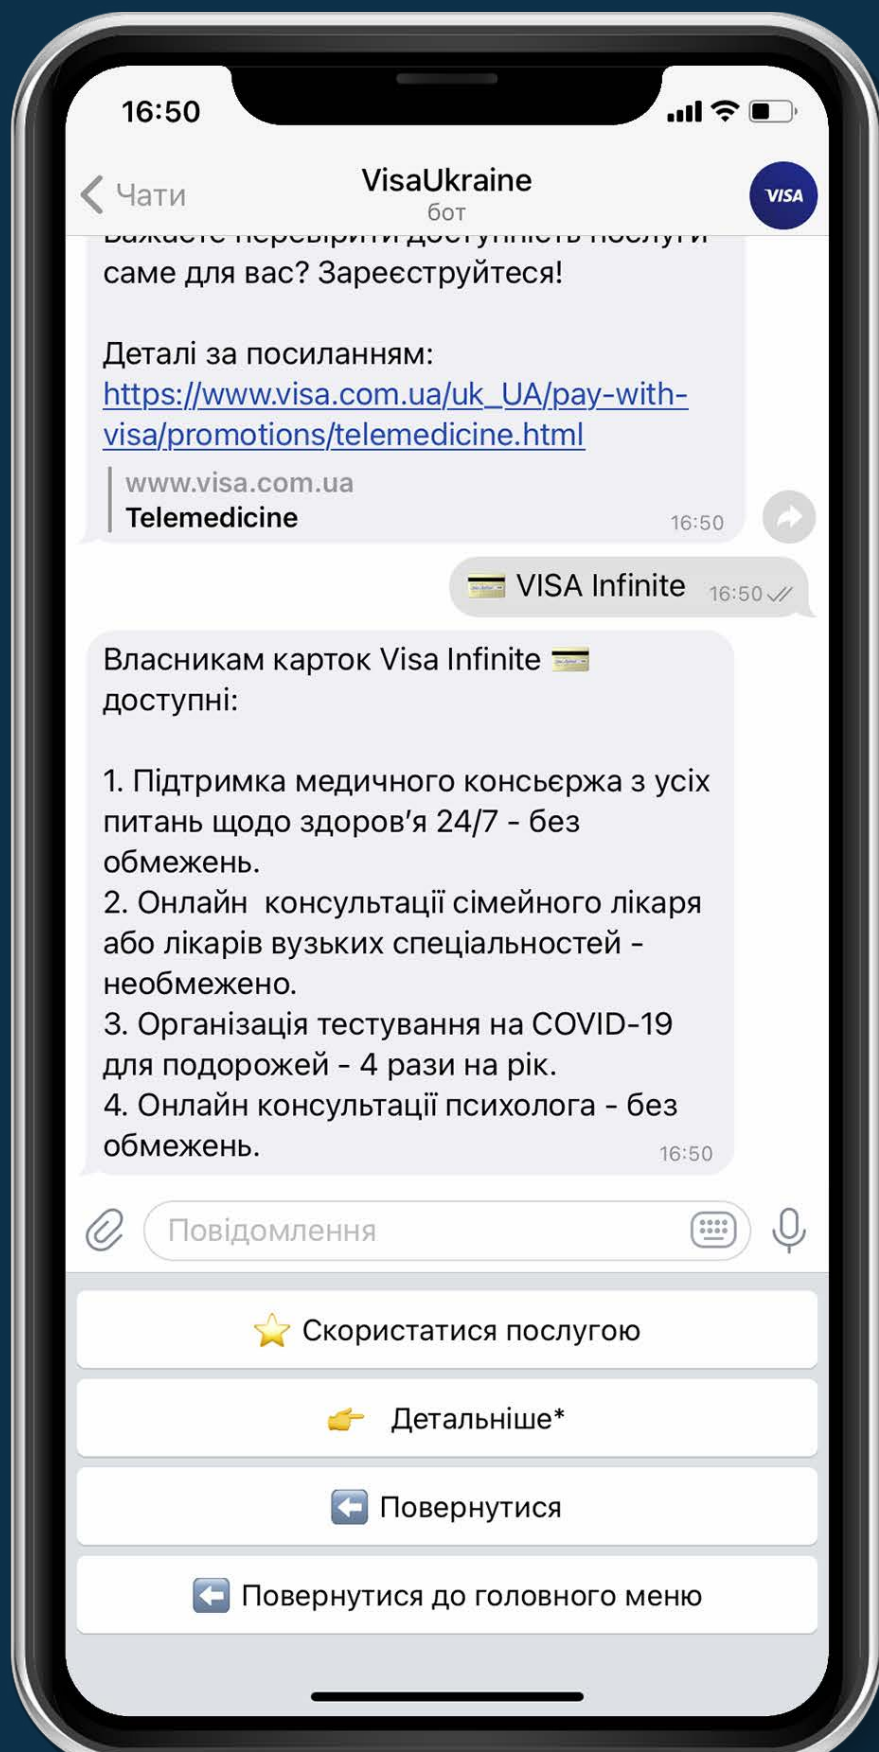 16:50
Чати
VisaUkraine
бот
VISA
Бажаєте перевірити доступність послуги
саме для вас? Зареєструйтеся!
Деталі за посиланням:
https://www.visa.com.ua/uk_UA/pay-with-
visa/promotions/telemedicine.html
www.visa.com.ua
Telemedicine
16:50
💳 VISA Infinite 16:50
Власникам карток Visa Infinite 💳
доступні:
1. Підтримка медичного консьєржа з усіх
питань щодо здоров'я 24/7 - без
обмежень.
2. Онлайн  консультації сімейного лікаря
або лікарів вузьких спеціальностей -
необмежено.
3. Організація тестування на COVID-19
для подорожей - 4 рази на рік.
4. Онлайн консультації психолога - без
обмежень.
16:50
Повідомлення
⭐ Скористатися послугою
👉 Детальніше*
⬅️ Повернутися
⬅️ Повернутися до головного меню